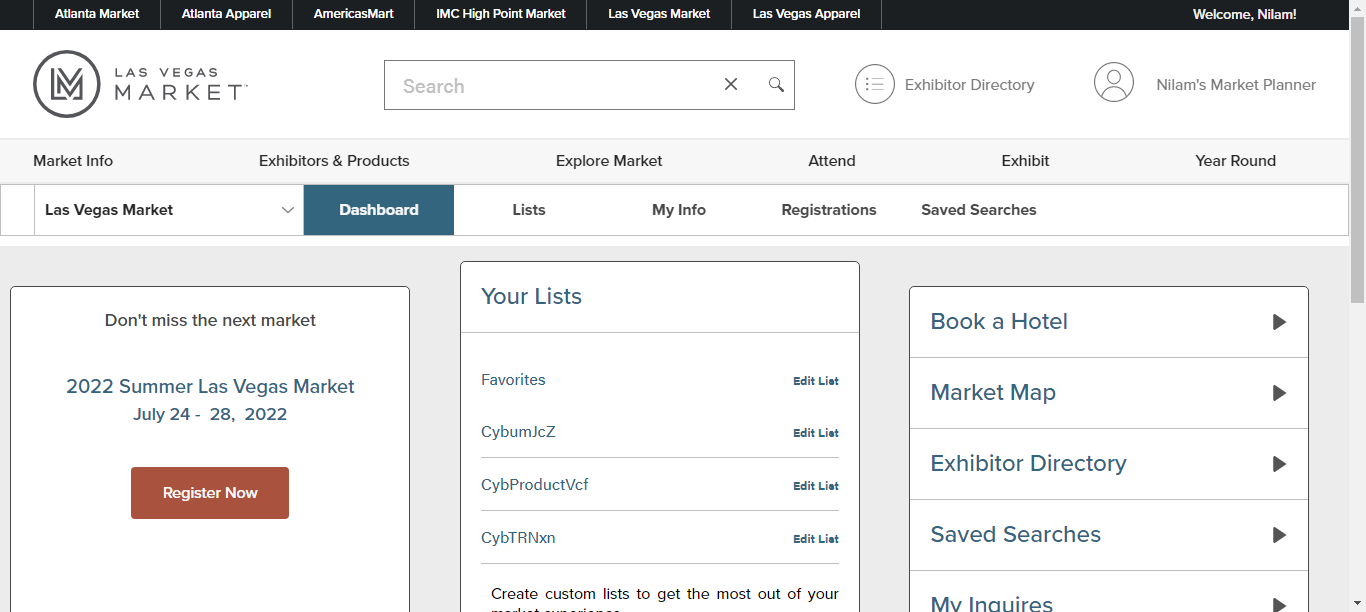 Atlanta Market Atlanta Apparel AmericasMart IMC High Point Market Las Vegas Market Las Vegas Apparel Welcome, Nilam!
LAS VEGAS
MARKET
Search
Exhibitor Directory
Nilam's Market Planner
Market Info Exhibitors & Products Explore Market Attend Exhibit Year Round
Las Vegas Market Dashboard Lists My Info Registrations Saved Searches
Don't miss the next market
2022 Summer Las Vegas Market
July 24 - 28, 2022
Register Now
Your Lists
Favorites Edit List
CybumJcZ Edit List
CybProductVcf Edit List
CybTRNxn Edit List
Create custom lists to get the most out of your
market experience
Book a Hotel
Market Map
Exhibitor Directory
Saved Searches
My Inquires